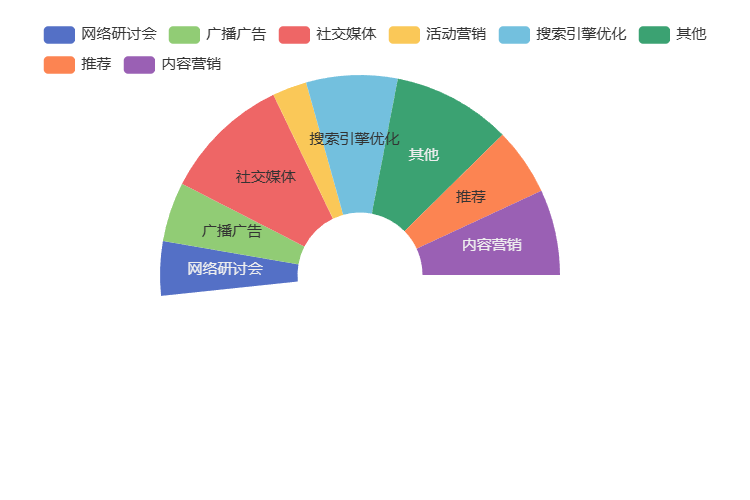 网络研讨会 广播广告 社交媒体 活动营销 搜索引擎优化 其他
推荐 内容营销
搜索引擎优化
其他
社交媒体
推荐
广播广告
内容营销
网络研讨会